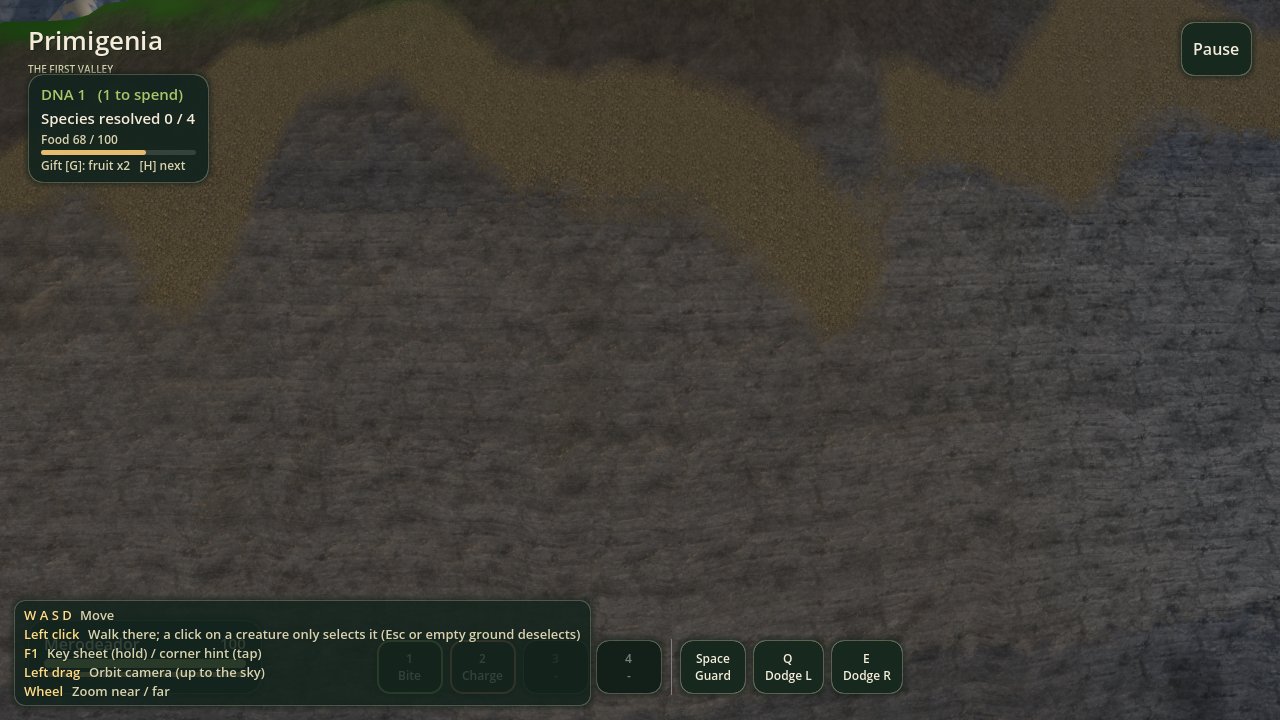 Primigenia
THE FIRST VALLEY
Pause
DNA 1 (1 to spend)
Species resolved 0 / 4
Food 68 / 100
Gift [G]: fruit x2 [H] next
W A S D Move
Left click Walk there; a click on a creature only selects it (Esc or empty ground deselects)
F1 Key sheet (hold) / corner hint (tap)
Left drag Orbit camera (up to the sky)
Wheel Zoom near / far
Merodeador 100
1
Bite
2
Charge
3
-
4
-
Space
Guard
Q
Dodge L
E
Dodge R